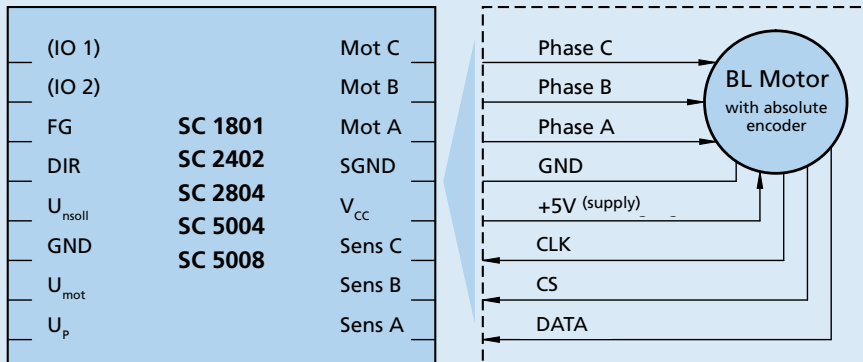 (IO 1) Mot C Phase C
(IO 2) Mot B Phase B
FG SC 1801 Mot A Phase A
DIR SC 2402 SGND GND
Unsoll SC 2804 VCC +5V (supply)
GND SC 5004 Sens C CLK
SC 5008
Umot Sens B CS
UP Sens A DATA
BL Motor
with absolute
encoder